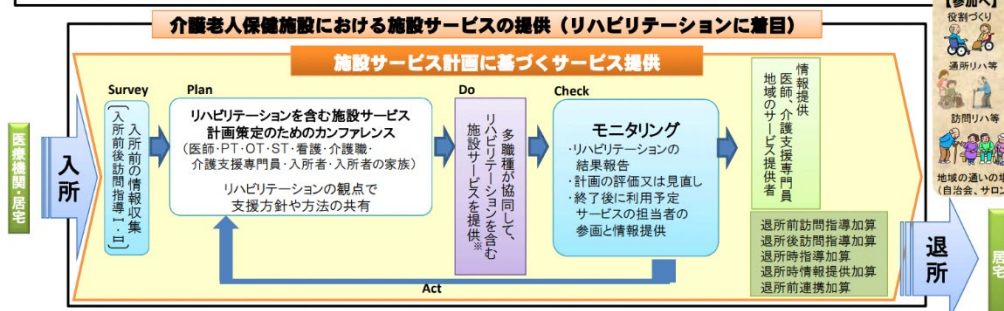 介護老人保健施設における施設サービスの提供（リハビリテーションに着目）
施設サービス計画に基づくサービス提供
医療機関・居宅
入所
Survey
入所前の情報収集
〔入所前後訪問指導Ⅰ・Ⅱ〕
Plan
リハビリテーションを含む施設サービス
計画策定のためのカンファレンス
（医師・PT・OT・ST・看護・介護職・
介護支援専門員・入所者・入所者の家族）
リハビリテーションの観点で
支援方針や方法の共有
Do
多職種が協同して、
リハビリテーションを含む
施設サービスを提供※
Check
モニタリング
・リハビリテーションの
結果報告
・計画の評価又は見直し
・終了後に利用予定
サービスの担当者の
参画と情報提供
Act
情報提供
医師、介護支援専門員
地域のサービス提供者
退所前訪問指導加算
退所後訪問指導加算
退所時指導加算
退所時情報提供加算
退所前連携加算
退所
居宅
【参加へ】
役割づくり
通所リハ等
訪問リハ等
地域の通いの場
（自治会、サロン